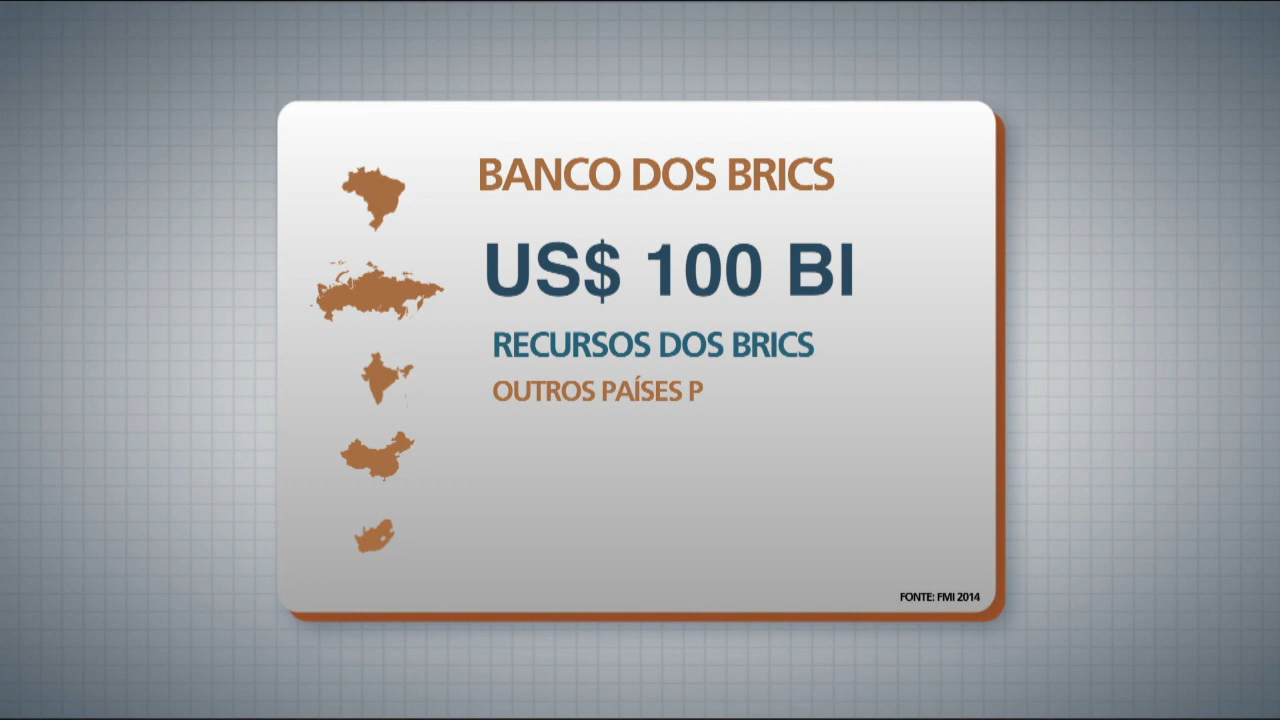 BANCO DOS BRICS
US$ 100 BI
RECURSOS DOS BRICS
OUTROS PAÍSES P
FONTE: FMI 2014